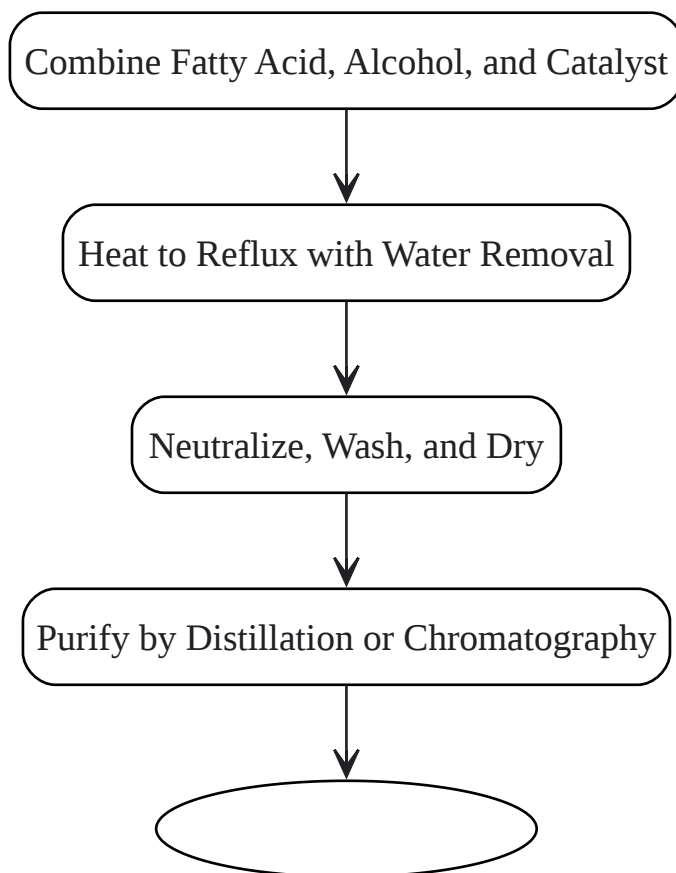 Combine Fatty Acid, Alcohol, and Catalyst
Heat to Reflux with Water Removal
Neutralize, Wash, and Dry
Purify by Distillation or Chromatography